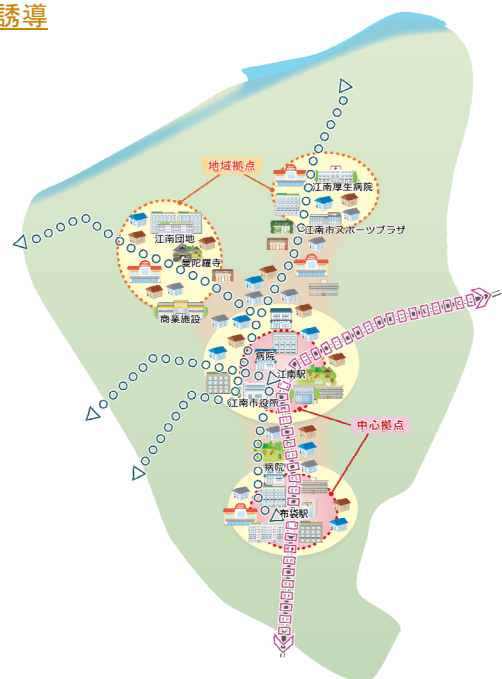 誘導
地域拠点
江南厚生病院
江南市スポーツプラザ
江南団地
曼陀羅寺
商業施設
病院
江南駅
江南市役所
中心拠点
病院
布袋駅